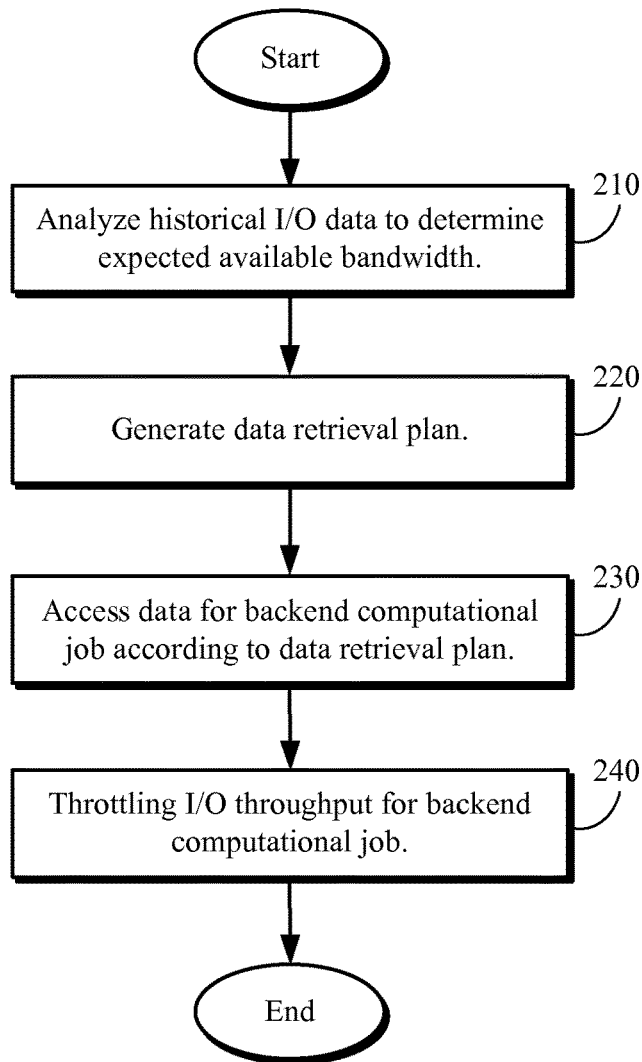 Start
210
Analyze historical I/O data to determine
expected available bandwidth.
220
Generate data retrieval plan.
230
Access data for backend computational
job according to data retrieval plan.
240
Throttling I/O throughput for backend
computational job.
End